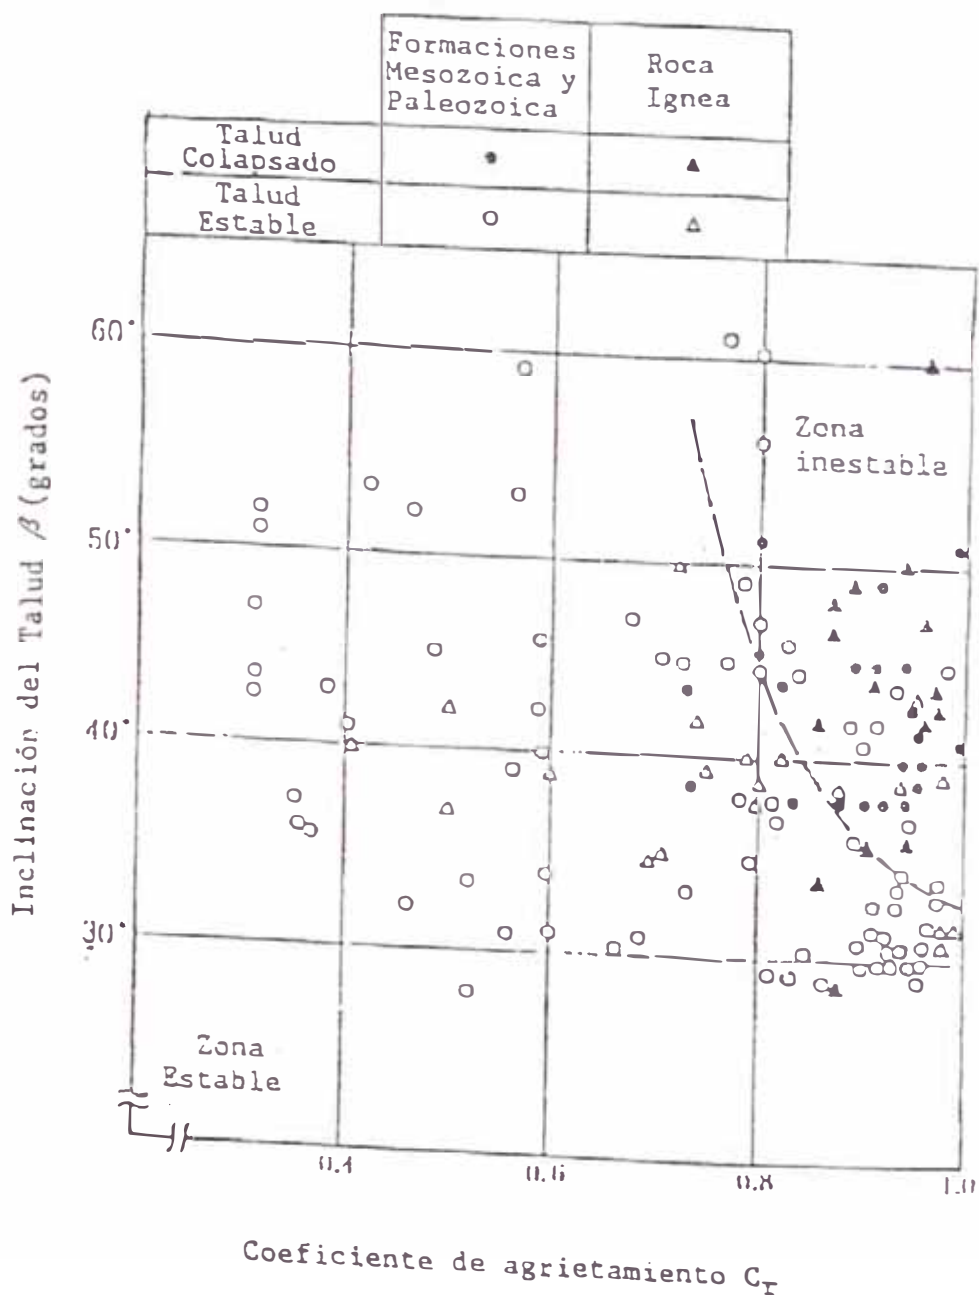 Formaciones
Mesozoica y
Paleozoica
Roca
Ignea
Talud
Colapsado
Talud
Estable
60°
50°
40°
30°
Inclinación del Talud β (grados)
Zona
inestable
Zona
Estable
0.4
0.6
0.8
1.0
Coeficiente de agrietamiento Cr